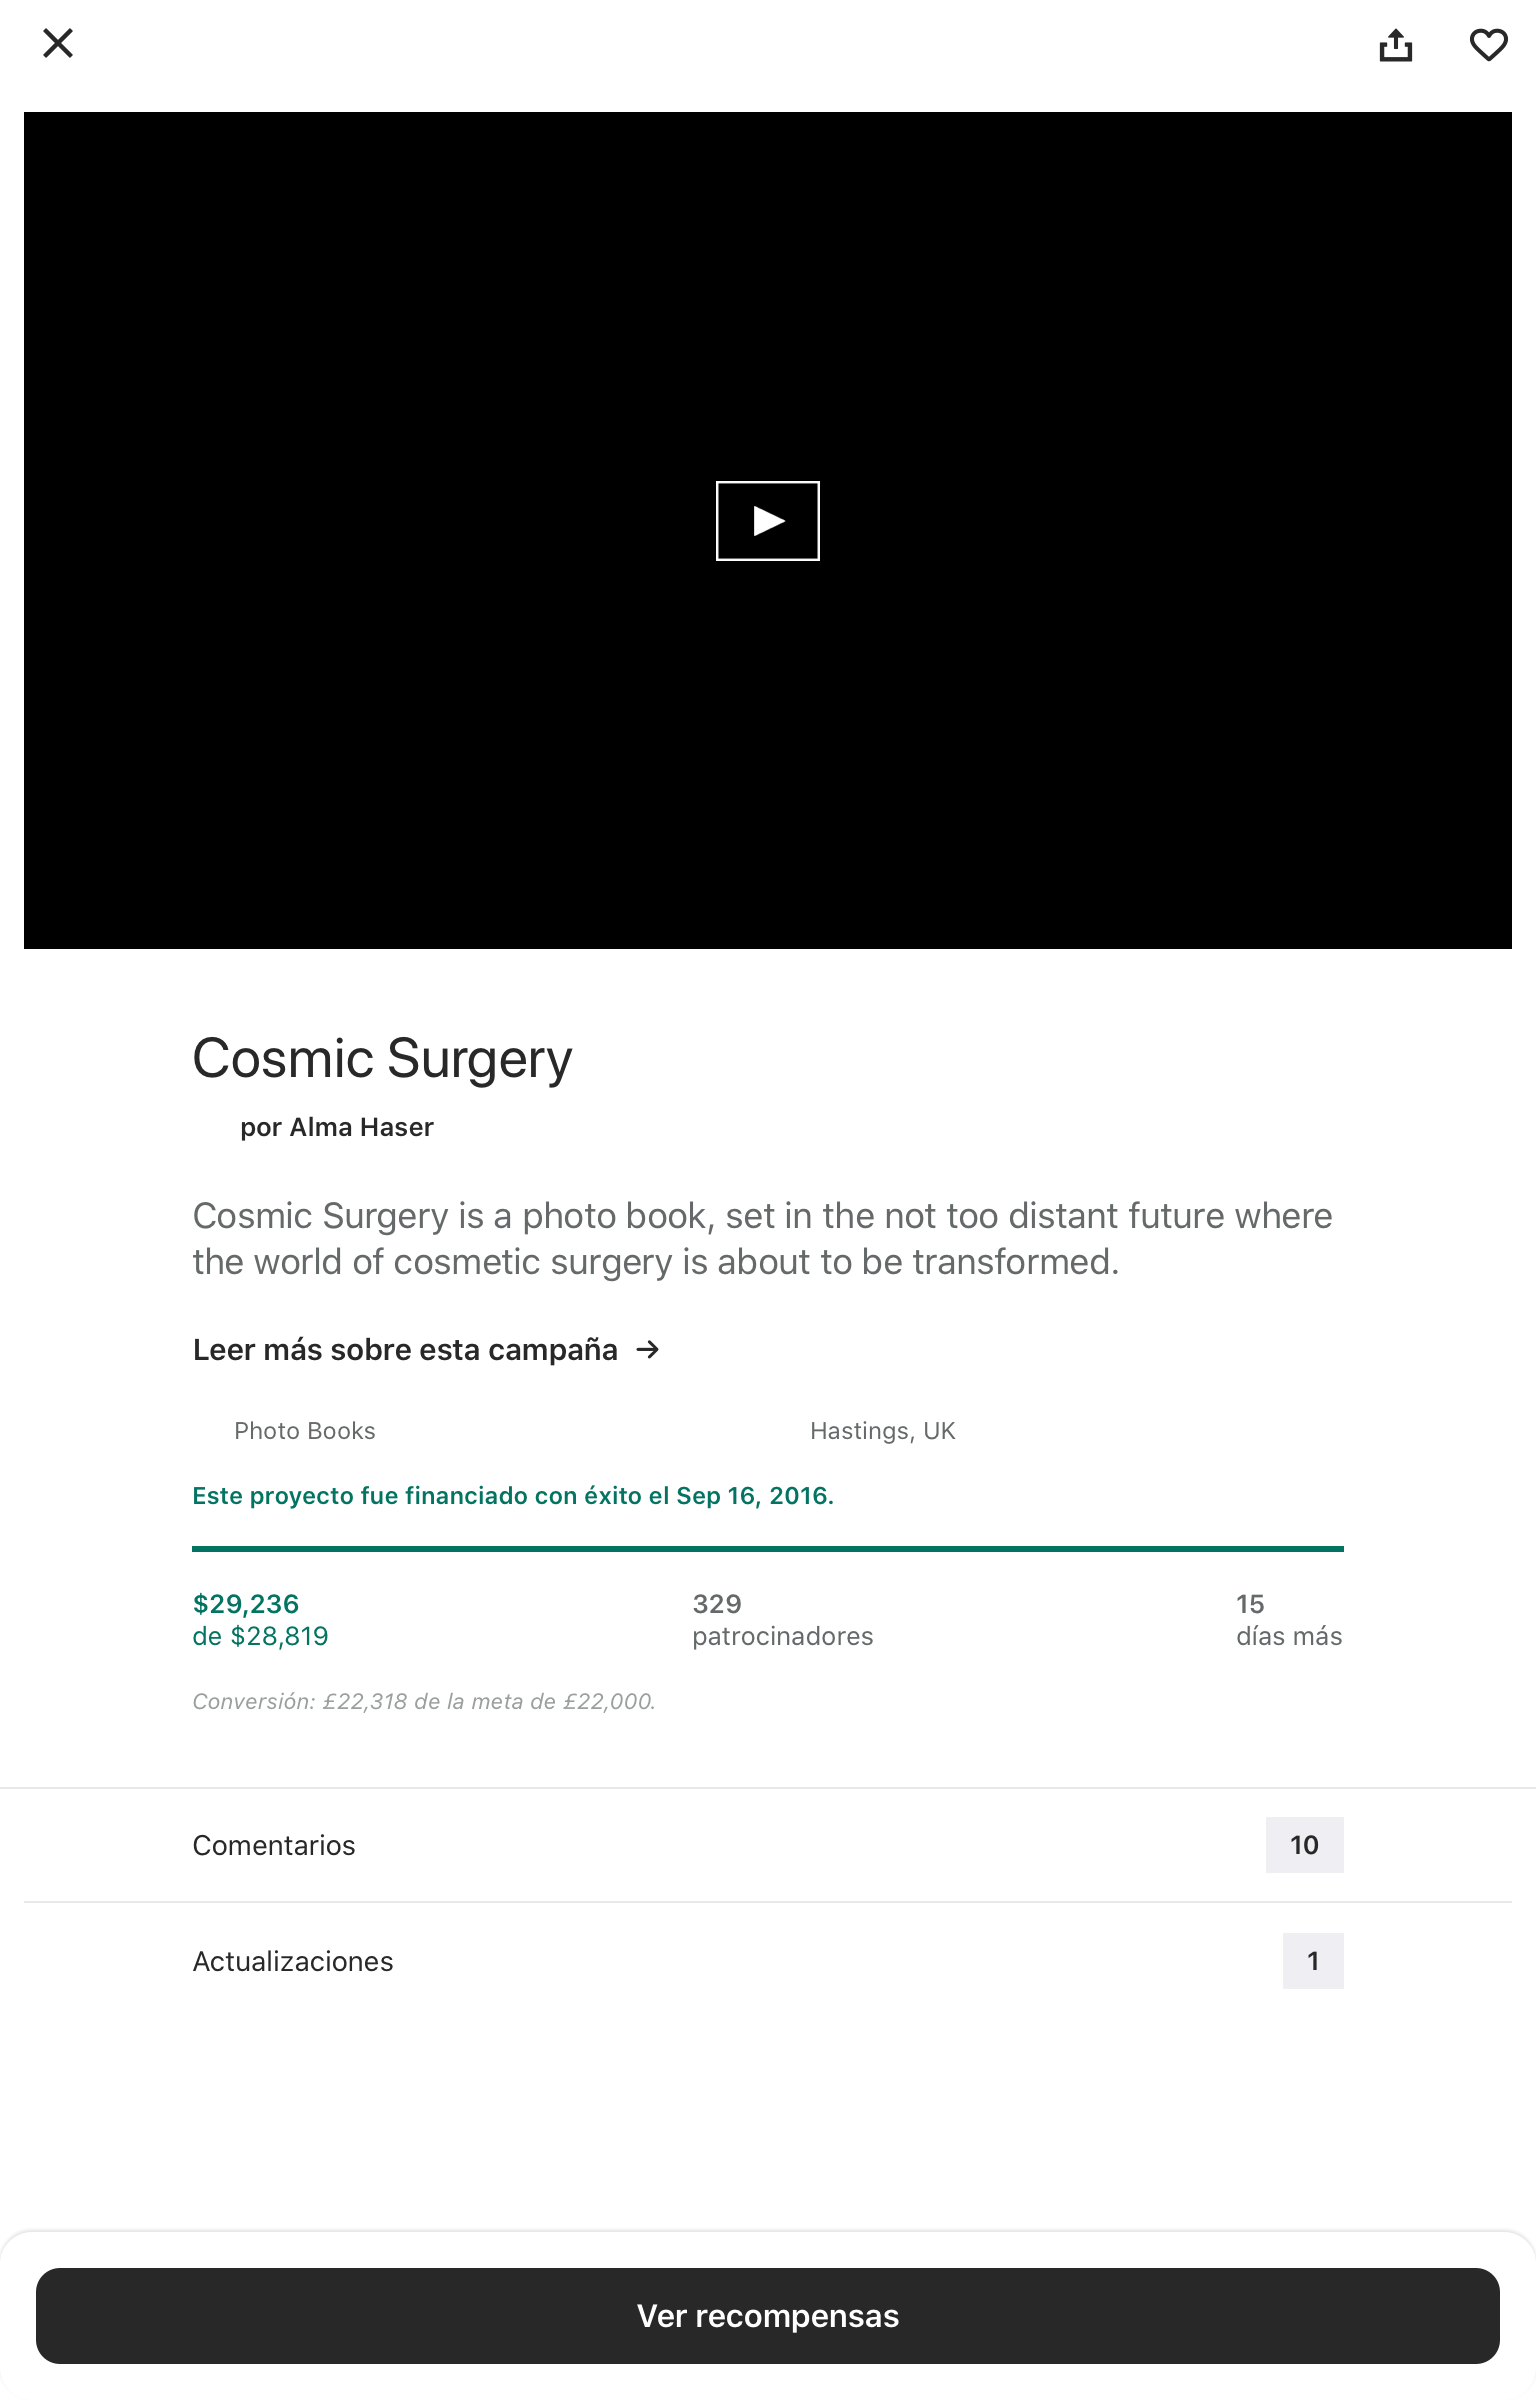 Cosmic Surgery
por Alma Haser
Cosmic Surgery is a photo book, set in the not too distant future where
the world of cosmetic surgery is about to be transformed.
Leer más sobre esta campaña →
Photo Books
Hastings, UK
Este proyecto fue financiado con éxito el Sep 16, 2016.
$29,236
de $28,819
329
patrocinadores
15
días más
Conversión: £22,318 de la meta de £22,000.
Comentarios
10
Actualizaciones
1
Ver recompensas